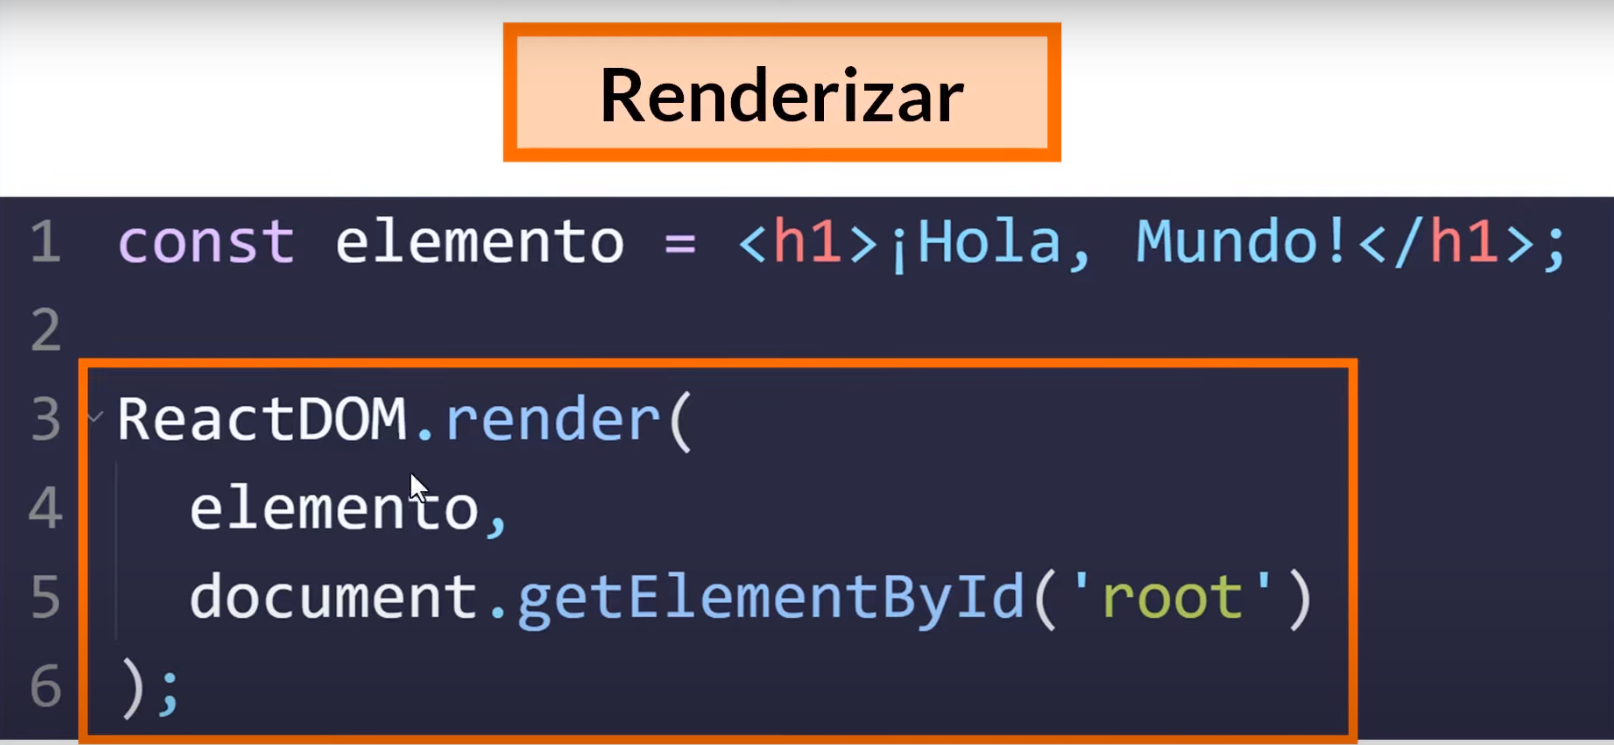 Renderizar
1 const elemento = <h1>¡Hola, Mundo!</h1>;
2
3 ReactDOM.render(
4 elemento,
5 document.getElementById('root')
6 );